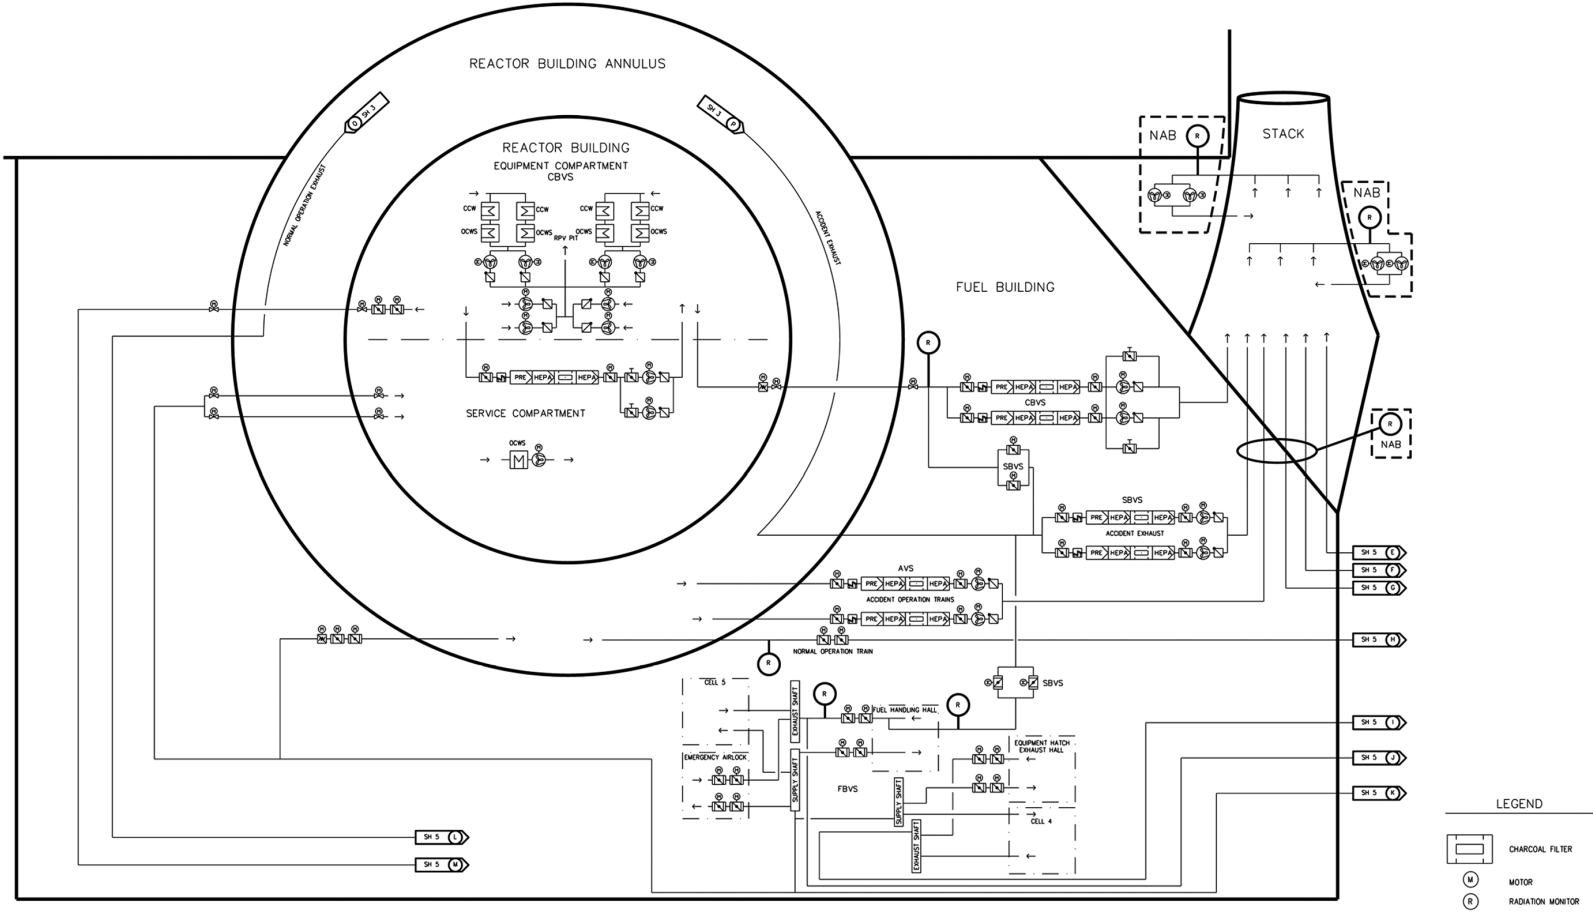 REACTOR BUILDING ANNULUS
SH 3 O
SH 3 P
NORMAL OPERATION EXHAUST
ACCIDENT EXHAUST
REACTOR BUILDING
EQUIPMENT COMPARTMENT
CBVS
CCW CCW CCW CCW
OCWS OCWS OCWS OCWS
RPV PIT
M M M M
M M
M M
M M M M
M M M M M
PRE HEPA HEPA
M
SERVICE COMPARTMENT
OCWS
M
M M
M M
M M
NAB
R
M M
STACK
NAB
R
M M
R
NAB
FUEL BUILDING
R
M M M M M
PRE HEPA HEPA
CBVS
M M M
PRE HEPA HEPA
M
SBVS
M
SBVS
M M M
PRE HEPA HEPA
ACCIDENT EXHAUST
M M M
PRE HEPA HEPA
AVS
M M M
PRE HEPA HEPA
ACCIDENT OPERATION TRAINS
M M M
PRE HEPA HEPA
M M M
M M
NORMAL OPERATION TRAIN
R
M M
SBVS
CELL 5
EXHAUST SHAFT
R
M M
FUEL HANDLING HALL
R
M M
EMERGENCY AIRLOCK
M M
M M
SUPPLY SHAFT
FBVS
SUPPLY SHAFT
EXHAUST SHAFT
M M
EQUIPMENT HATCH
EXHAUST HALL
M M
CELL 4
SH 5 E
SH 5 F
SH 5 G
SH 5 H
SH 5 I
SH 5 J
SH 5 K
SH 5 L
SH 5 M
LEGEND
CHARCOAL FILTER
M MOTOR
R RADIATION MONITOR